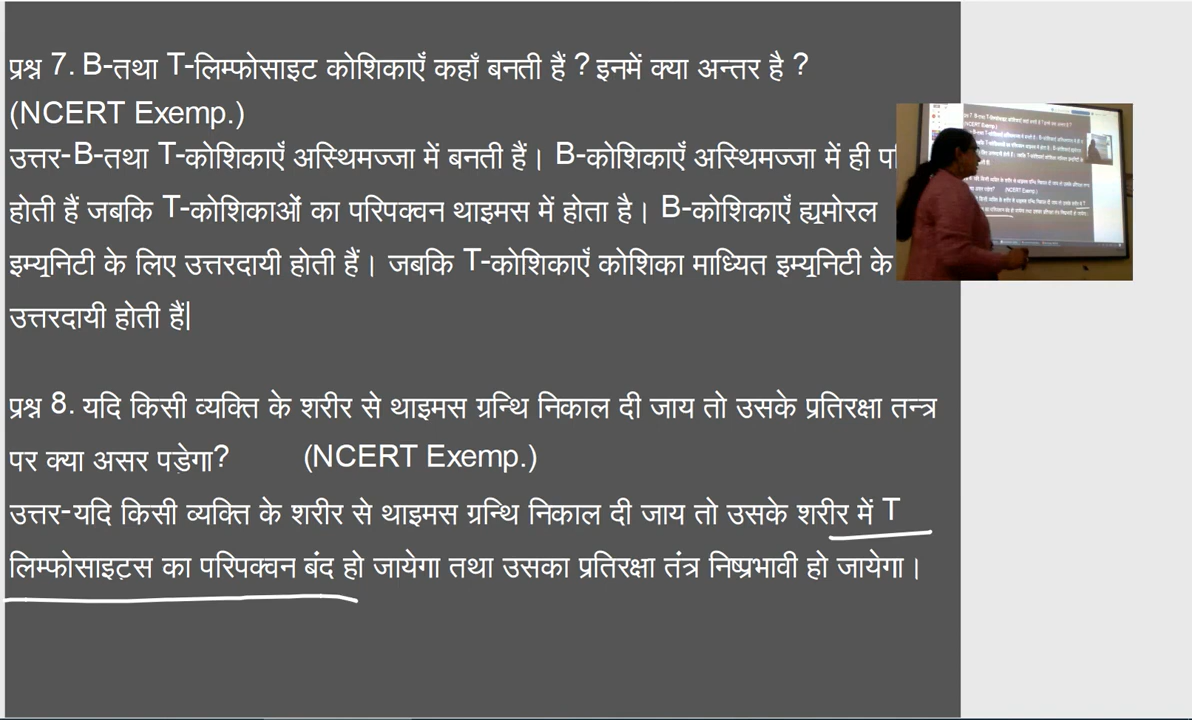 प्रश्न 7. B-तथा T-लिम्फोसाइट कोशिकाएँ कहाँ बनती हैं ? इनमें क्या अन्तर है ?
(NCERT Exemp.)
उत्तर-B-तथा T-कोशिकाएँ अस्थिमज्जा में बनती हैं। B-कोशिकाएँ अस्थिमज्जा में ही
होती हैं जबकि T-कोशिकाओं का परिपक्वन थाइमस में होता है। B-कोशिकाएँ ह्यूमोरल
इम्यूनिटी के लिए उत्तरदायी होती हैं। जबकि T-कोशिकाएँ कोशिका माध्यित इम्यूनिटी के
उत्तरदायी होती हैं|
प्रश्न 8. यदि किसी व्यक्ति के शरीर से थाइमस ग्रन्थि निकाल दी जाय तो उसके प्रतिरक्षा तन्त्र
पर क्या असर पड़ेगा? (NCERT Exemp.)
उत्तर-यदि किसी व्यक्ति के शरीर से थाइमस ग्रन्थि निकाल दी जाय तो उसके शरीर में T
लिम्फोसाइट्स का परिपक्वन बंद हो जायेगा तथा उसका प्रतिरक्षा तंत्र निष्प्रभावी हो जायेगा।